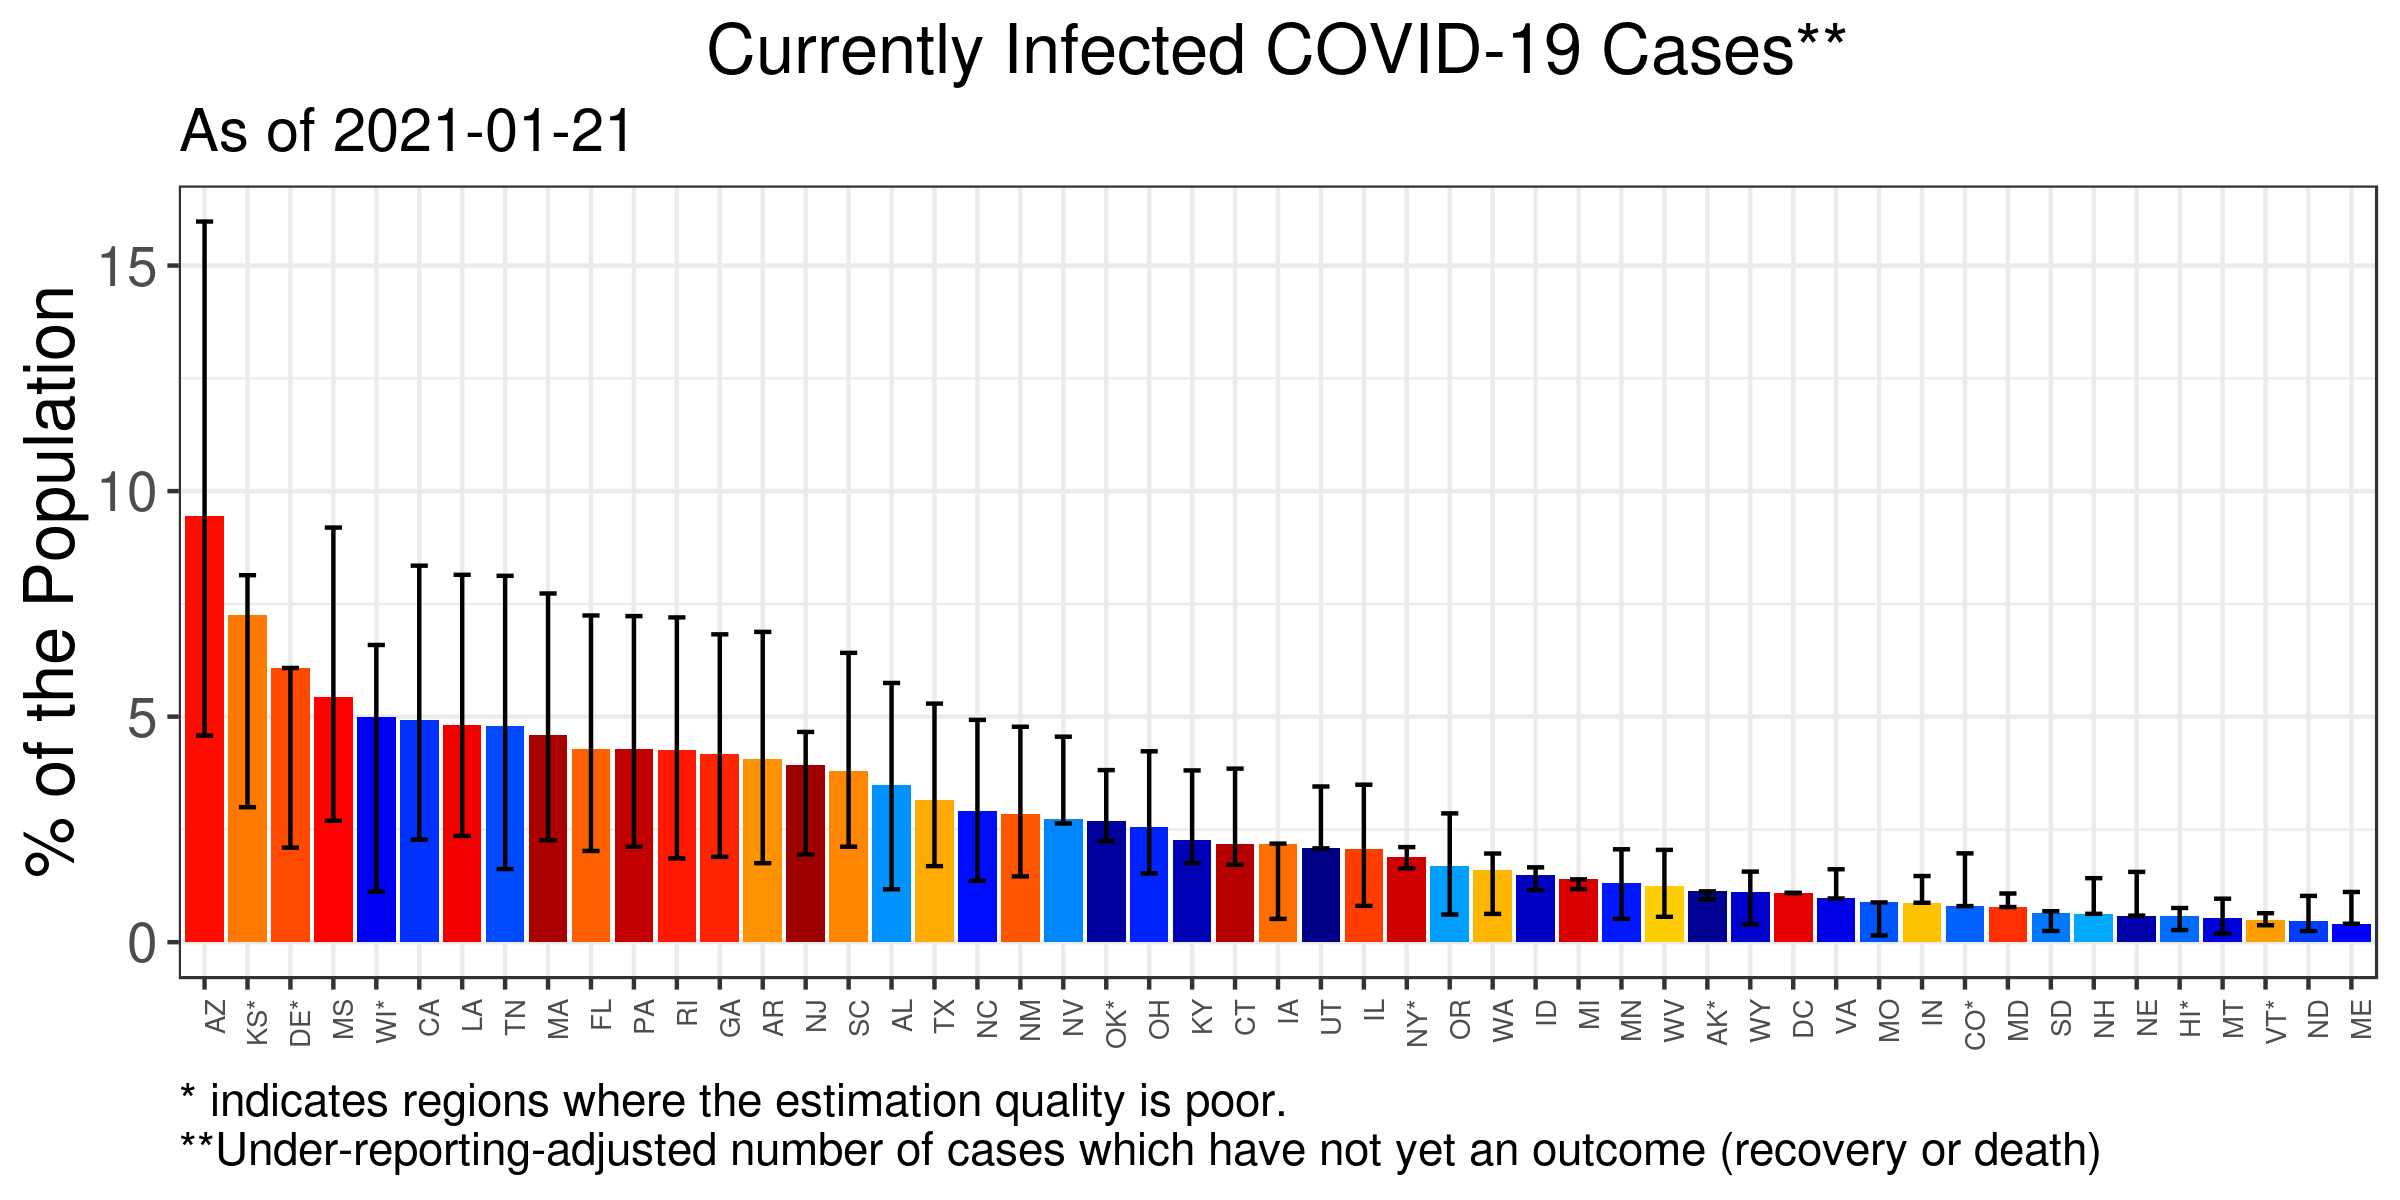 Currently Infected COVID-19 Cases**
As of 2021-01-21
% of the Population
15
10
5
0
AZ KS* DE* MS WI* CA LA TN MA FL PA RI GA AR NJ SC AL TX NC NM NV OK* OH KY CT IA UT IL NY* OR WA ID MI MN WV AK* WY DC VA MO IN CO* MD SD NH NE HI* MT VT* ND ME
* indicates regions where the estimation quality is poor.
**Under-reporting-adjusted number of cases which have not yet an outcome (recovery or death)